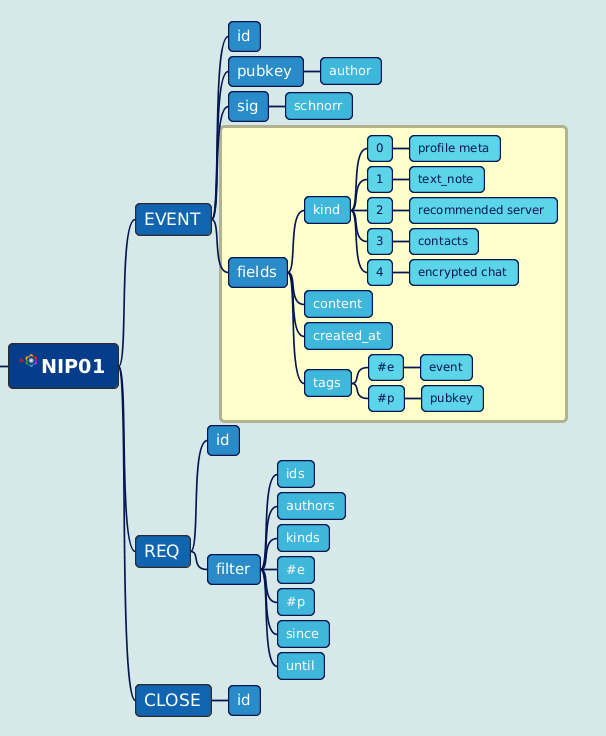 NIP01
EVENT
id
pubkey
author
sig
schnorr
fields
kind
0
profile meta
1
text_note
2
recommended server
3
contacts
4
encrypted chat
content
created_at
tags
#e
event
#p
pubkey
REQ
id
filter
ids
authors
kinds
#e
#p
since
until
CLOSE
id